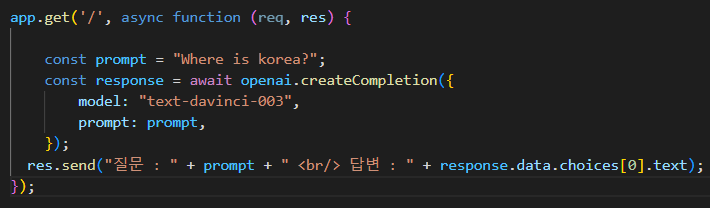 app.get('/', async function (req, res) {
const prompt = "Where is korea?";
const response = await openai.createCompletion({
model: "text-davinci-003",
prompt: prompt,
});
res.send("질문 : " + prompt + " <br/> 답변 : " + response.data.choices[0].text);
});